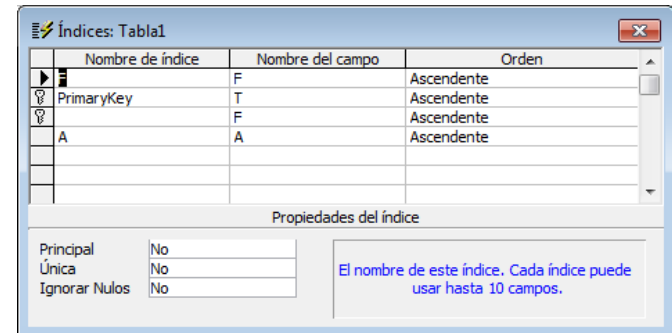 Índices: Tabla1
Nombre de índice Nombre del campo Orden
F F Ascendente
PrimaryKey T Ascendente
F Ascendente
A A Ascendente
Propiedades del índice
Principal No
Única No
Ignorar Nulos No
El nombre de este índice. Cada índice puede
usar hasta 10 campos.